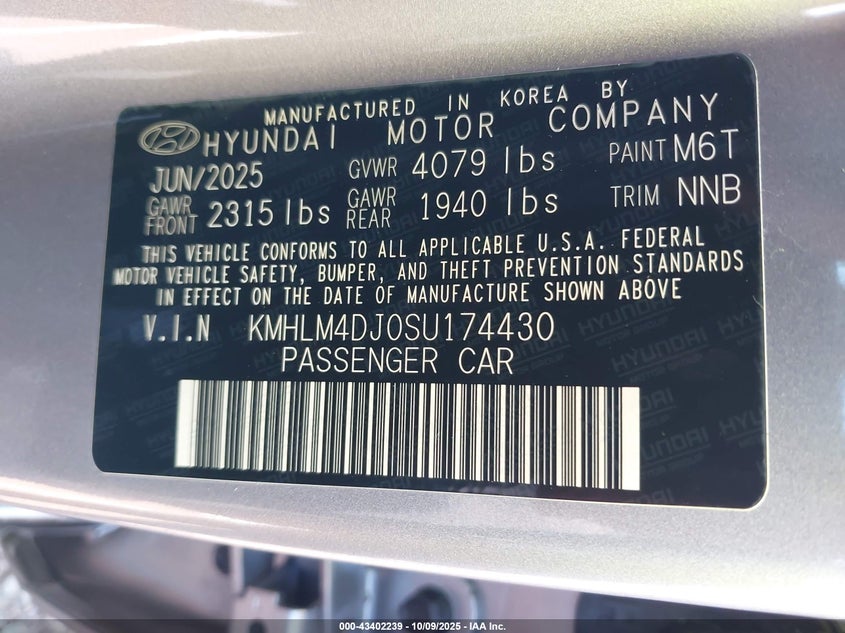 MANUFACTURED IN KOREA BY
HYUNDAI MOTOR COMPANY
JUN/2025 GVWR 4079 lbs PAINT M6T
GAWR FRONT 2315 lbs GAWR REAR 1940 lbs TRIM NNB
THIS VEHICLE CONFORMS TO ALL APPLICABLE U.S.A. FEDERAL
MOTOR VEHICLE SAFETY, BUMPER, AND THEFT PREVENTION STANDARDS
IN EFFECT ON THE DATE OF MANUFACTURE SHOWN ABOVE
V.I.N KMHLM4DJ0SU174430
PASSENGER CAR
000-43402239 - 10/09/2025 - IAA Inc.